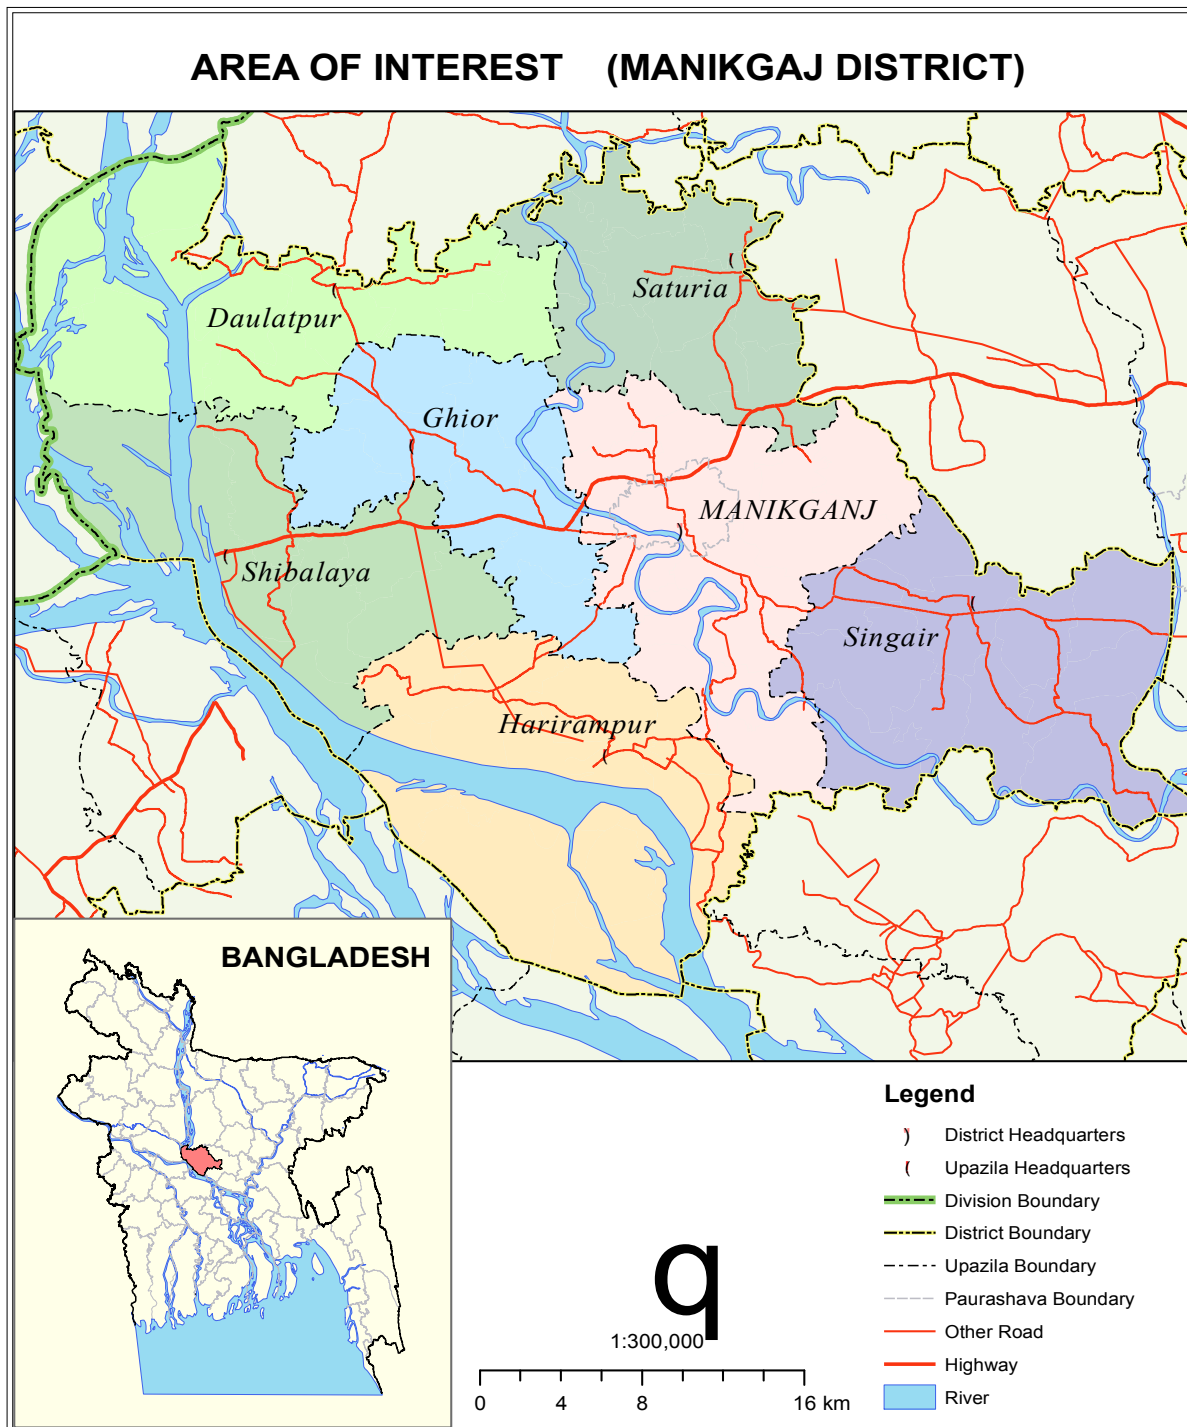 AREA OF INTEREST (MANIKGAJ DISTRICT)
Saturia
Daulatpur
Ghior
MANIKGANJ
Shibalaya
Singair
Harirampur
BANGLADESH
q
1:300,000
0 4 8 16 km
Legend
District Headquarters
Upazila Headquarters
Division Boundary
District Boundary
Upazila Boundary
Paurashava Boundary
Other Road
Highway
River